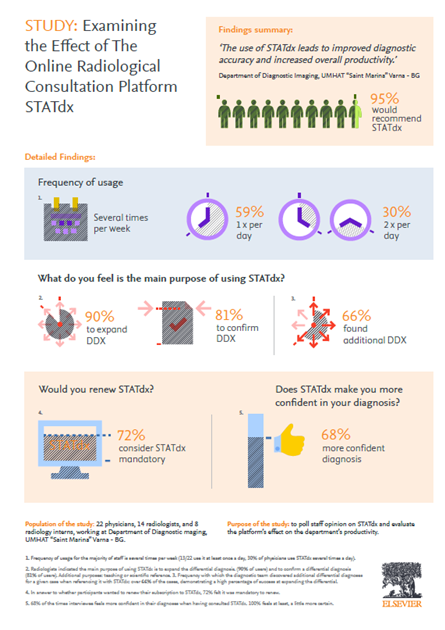 STUDY: Examining
the Effect of The
Online Radiological
Consultation Platform
STATdx
Findings summary:
'The use of STATdx leads to improved diagnostic
accuracy and increased overall productivity.'
Department of Diagnostic Imaging, UMHAT "Saint Marina" Varna - BG
95%
would
recommend
STATdx
Detailed Findings:
Frequency of usage
1.
Several times
per week
59%
1 x per
day
30%
2 x per
day
What do you feel is the main purpose of using STATdx?
2.
90%
to expand
DDX
81%
to confirm
DDX
3.
66%
found
additional DDX
Would you renew STATdx?
4.
STATdx
72%
consider STATdx
mandatory
Does STATdx make you more
confident in your diagnosis?
5.
68%
more confident
diagnosis
Population of the study: 22 physicians, 14 radiologists, and 8
radiology interns, working at Department of Diagnostic maging,
UMHAT "Saint Marina" Varna - BG.
Purpose of the study: to poll staff opinion on STATdx and evaluate
the platform's effect on the department's productivity.
1. Frequency of usage for the majority of staff is several times per week (13/22 use it at least once a day, 30% of physicians use STATdx several times a day).
2. Radiologists indicated the main purpose of using STATdx is to expand the differential diagnosis (90% of users) and to confirm a differential diagnosis
(81% of users). Additional purposes: teaching or scientific reference. 3. Frequency with which the diagnostic team discovered additional differential diagnoses
for a given case when referencing it with STATdx: over 66% of the cases, demonstrating a high percentage of success at expanding the differential.
4. In answer to whether participant wanted to renew their subscription to STATdx, 72% felt it was mandatory to renew.
5. 68% of the times interviewees feel more confident in their diagnoses when having consulted STATdx, 100% feels at least, a little more certain.
ELSEVIER